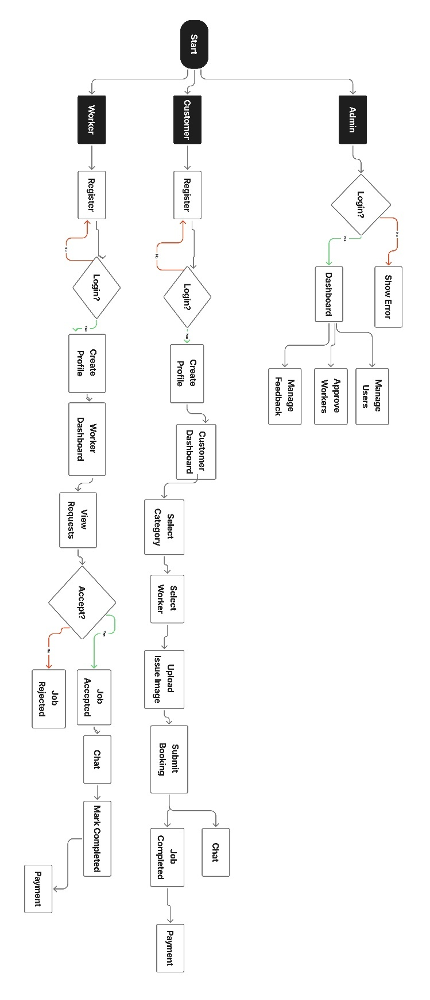 Start
Admin
Login?
No
Yes
Show Error
Dashboard
Manage
Users
Approve
Workers
Manage
Feedback
Customer
Register
No
Login?
Yes
Create
Profile
Customer
Dashboard
Select
Category
Select
Worker
Upload
Issue Image
Submit
Booking
Chat
Job
Completed
Payment
Worker
Register
No
Login?
Yes
Create
Profile
Worker
Dashboard
View
Requests
Accept?
Yes
No
Job
Accepted
Job
Rejected
Chat
Mark Completed
Payment